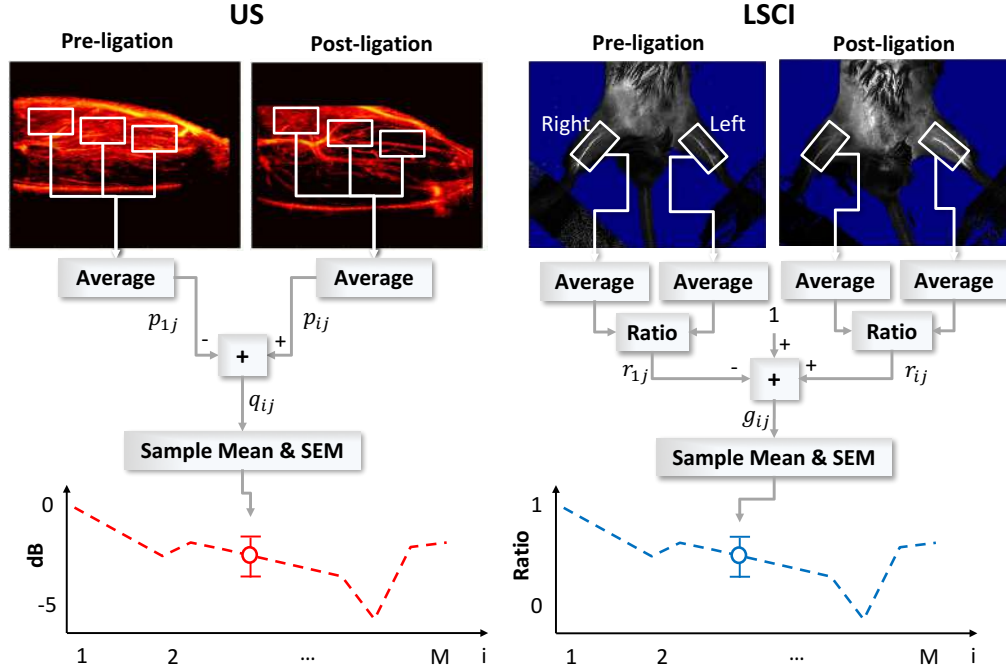 US
Pre-ligation
Post-ligation
Average
Average
p1j
pij
-
+
+
qij
Sample Mean & SEM
0
dB
-5
1
2
...
M
i
LSCI
Pre-ligation
Post-ligation
Right
Left
Average
Average
Average
Average
Ratio
1
Ratio
+
r1j
-
+
+
rij
gij
Sample Mean & SEM
1
Ratio
0
1
2
...
M
i